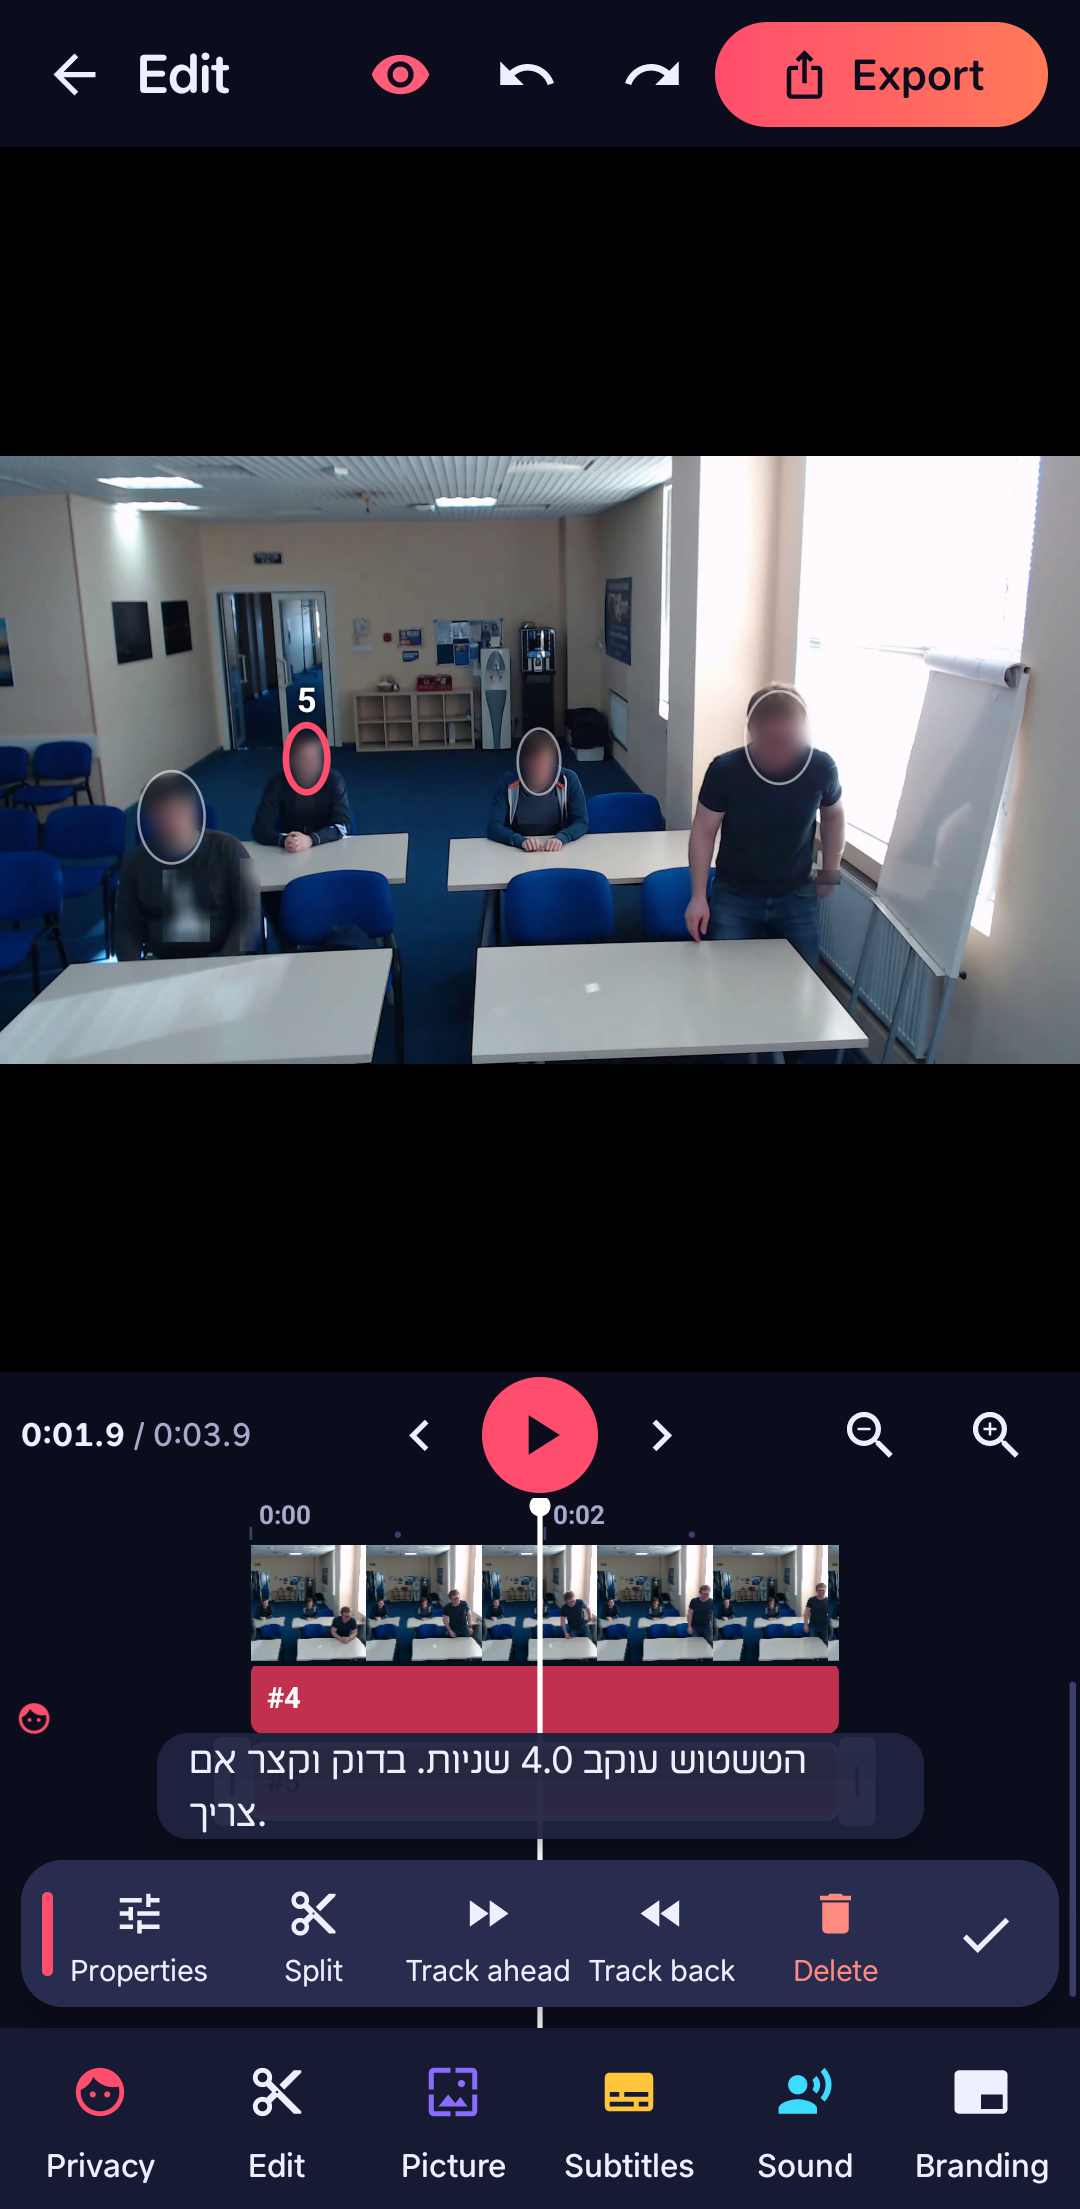 Edit
Export
5
0:01.9 / 0:03.9
0:00
0:02
#4
#5
הטשטוש עוקב 4.0 שניות. בדוק וקצר אם
צריך.
Properties
Split
Track ahead
Track back
Delete
Privacy
Edit
Picture
Subtitles
Sound
Branding